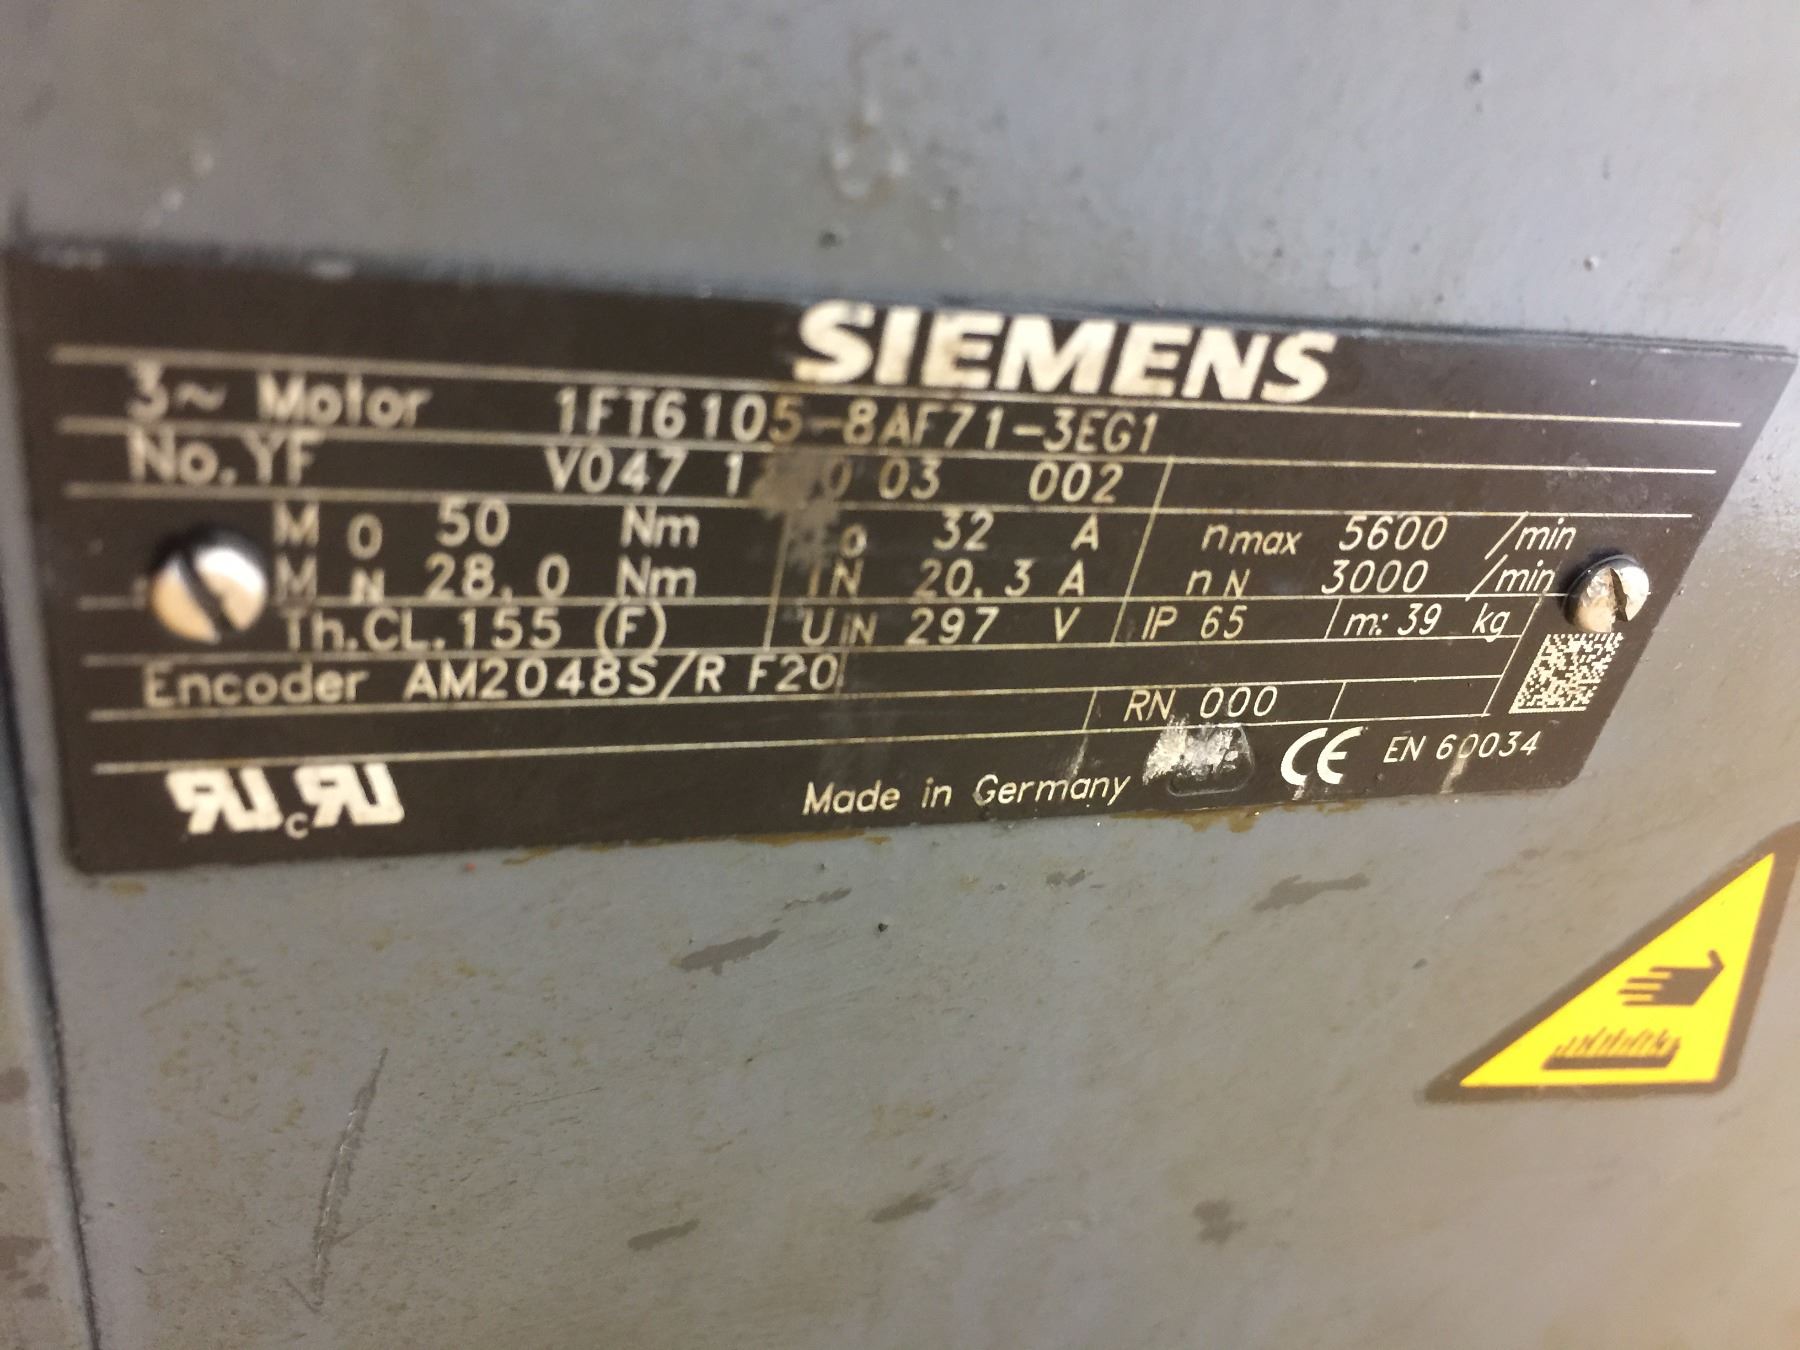 SIEMENS
3~ Motor 1FT6105-8AF71-3EG1
No. YF V047 03 002
M0 50 Nm 32 A nmax 5600 /min
MN 28.0 Nm IN 20.3 A nN 3000 /min
Th.CL.155 (F) UiN 297 V IP 65 m: 39 kg
Encoder AM2048S/R F20
RN 000
Made in Germany CE EN 60034